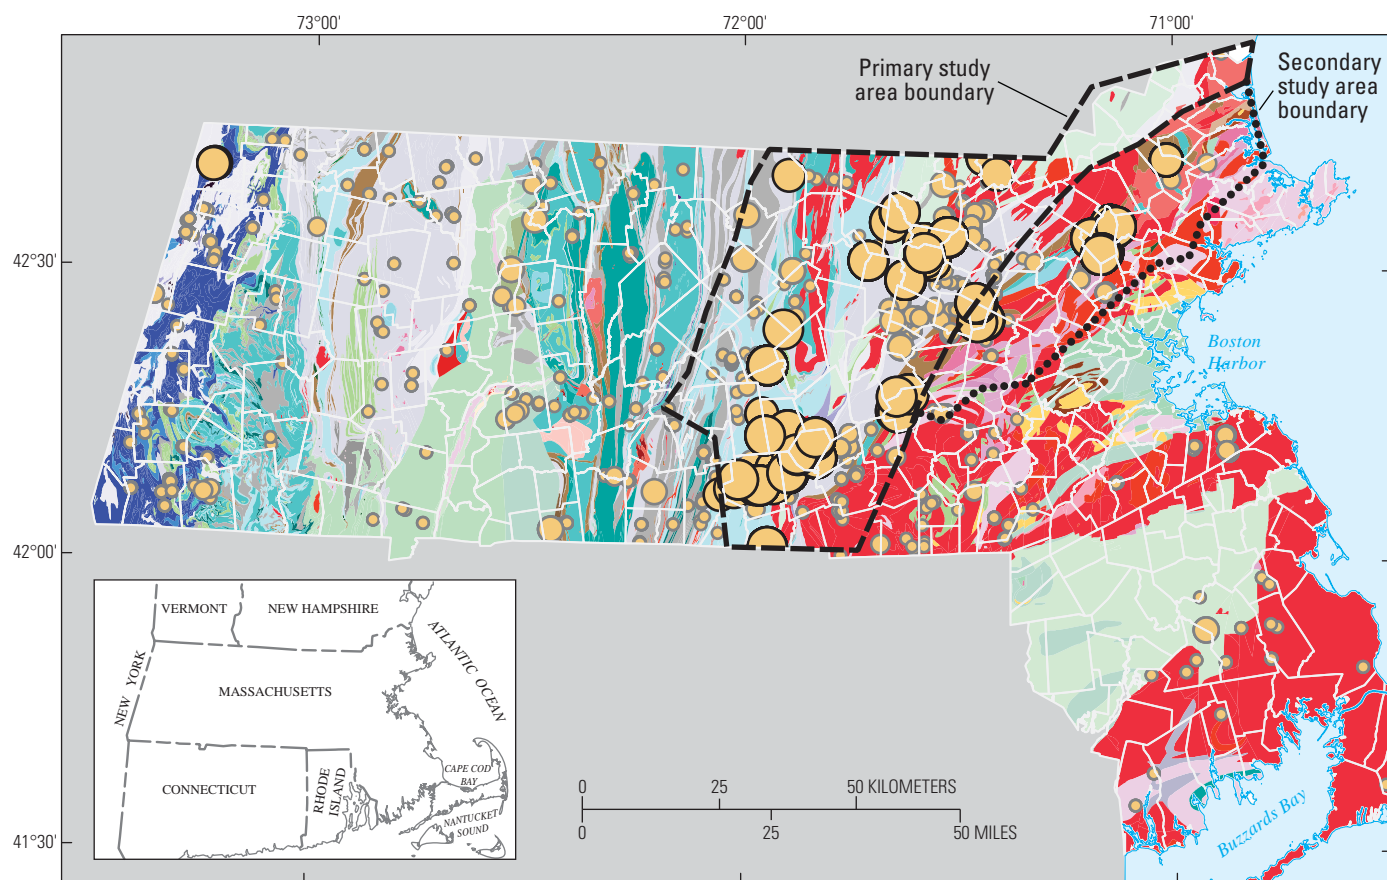 73°00'
72°00'
71°00'
Primary study
area boundary
Secondary
study area
boundary
42°30'
Boston
Harbor
42°00'
VERMONT
NEW HAMPSHIRE
ATLANTIC OCEAN
NEW YORK
MASSACHUSETTS
CAPE COD
BAY
CONNECTICUT
RHODE
ISLAND
NANTUCKET
SOUND
0
25
50 KILOMETERS
0
25
50 MILES
Buzzards Bay
41°30'